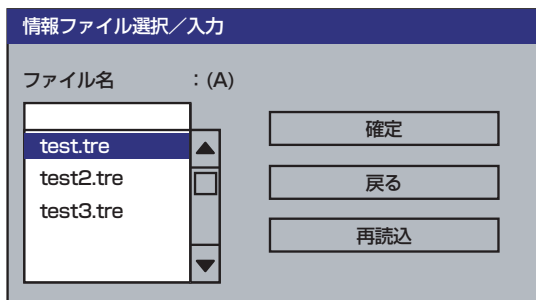 情報ファイル選択／入力
ファイル名　：(A)
確定
test.tre
戻る
test2.tre
test3.tre
再読込